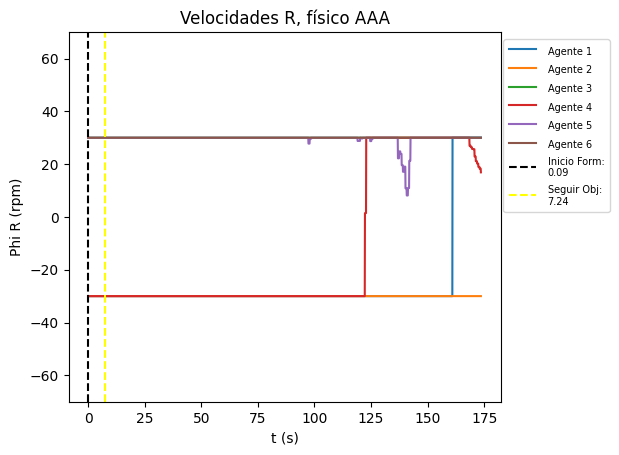 Velocidades R, físico AAA
Phi R (rpm)
60
40
20
0
−20
−40
−60
0
25
50
75
100
125
150
175
t (s)
Agente 1
Agente 2
Agente 3
Agente 4
Agente 5
Agente 6
Inicio Form:
0.09
Seguir Obj:
7.24